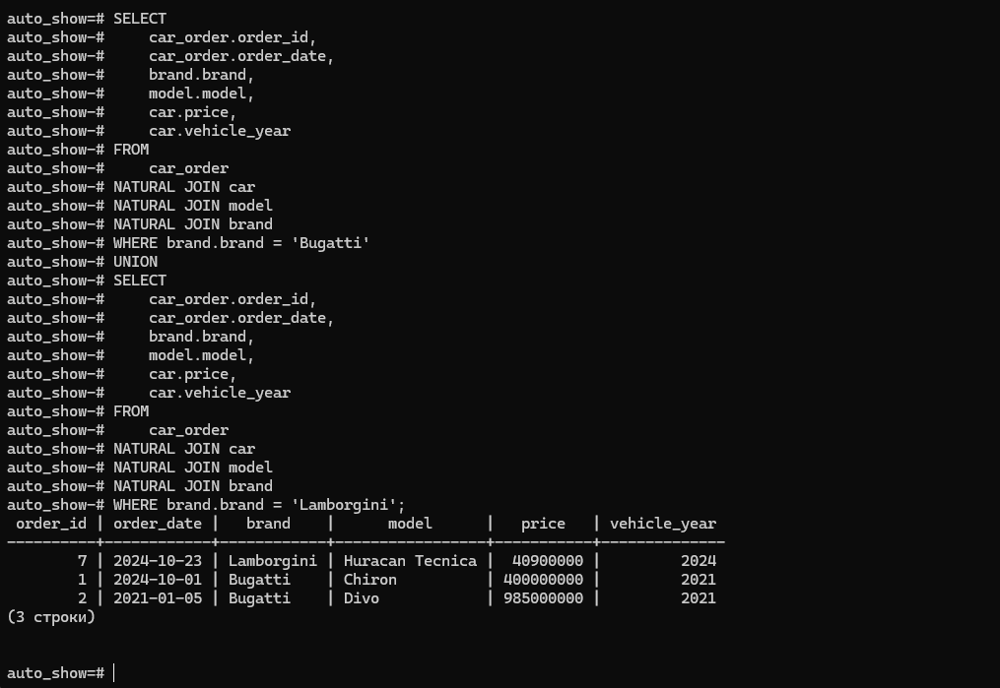 auto_show=# SELECT
auto_show-#     car_order.order_id,
auto_show-#     car_order.order_date,
auto_show-#     brand.brand,
auto_show-#     model.model,
auto_show-#     car.price,
auto_show-#     car.vehicle_year
auto_show-# FROM
auto_show-#     car_order
auto_show-# NATURAL JOIN car
auto_show-# NATURAL JOIN model
auto_show-# NATURAL JOIN brand
auto_show-# WHERE brand.brand = 'Bugatti'
auto_show-# UNION
auto_show-# SELECT
auto_show-#     car_order.order_id,
auto_show-#     car_order.order_date,
auto_show-#     brand.brand,
auto_show-#     model.model,
auto_show-#     car.price,
auto_show-#     car.vehicle_year
auto_show-# FROM
auto_show-#     car_order
auto_show-# NATURAL JOIN car
auto_show-# NATURAL JOIN model
auto_show-# NATURAL JOIN brand
auto_show-# WHERE brand.brand = 'Lamborgini';
 order_id | order_date |   brand    |      model      |   price   | vehicle_year
----------+------------+------------+-----------------+-----------+--------------
        7 | 2024-10-23 | Lamborgini | Huracan Tecnica |  40900000 |         2024
        1 | 2024-10-01 | Bugatti    | Chiron          | 400000000 |         2021
        2 | 2021-01-05 | Bugatti    | Divo            | 985000000 |         2021
(3 строки)
auto_show=#